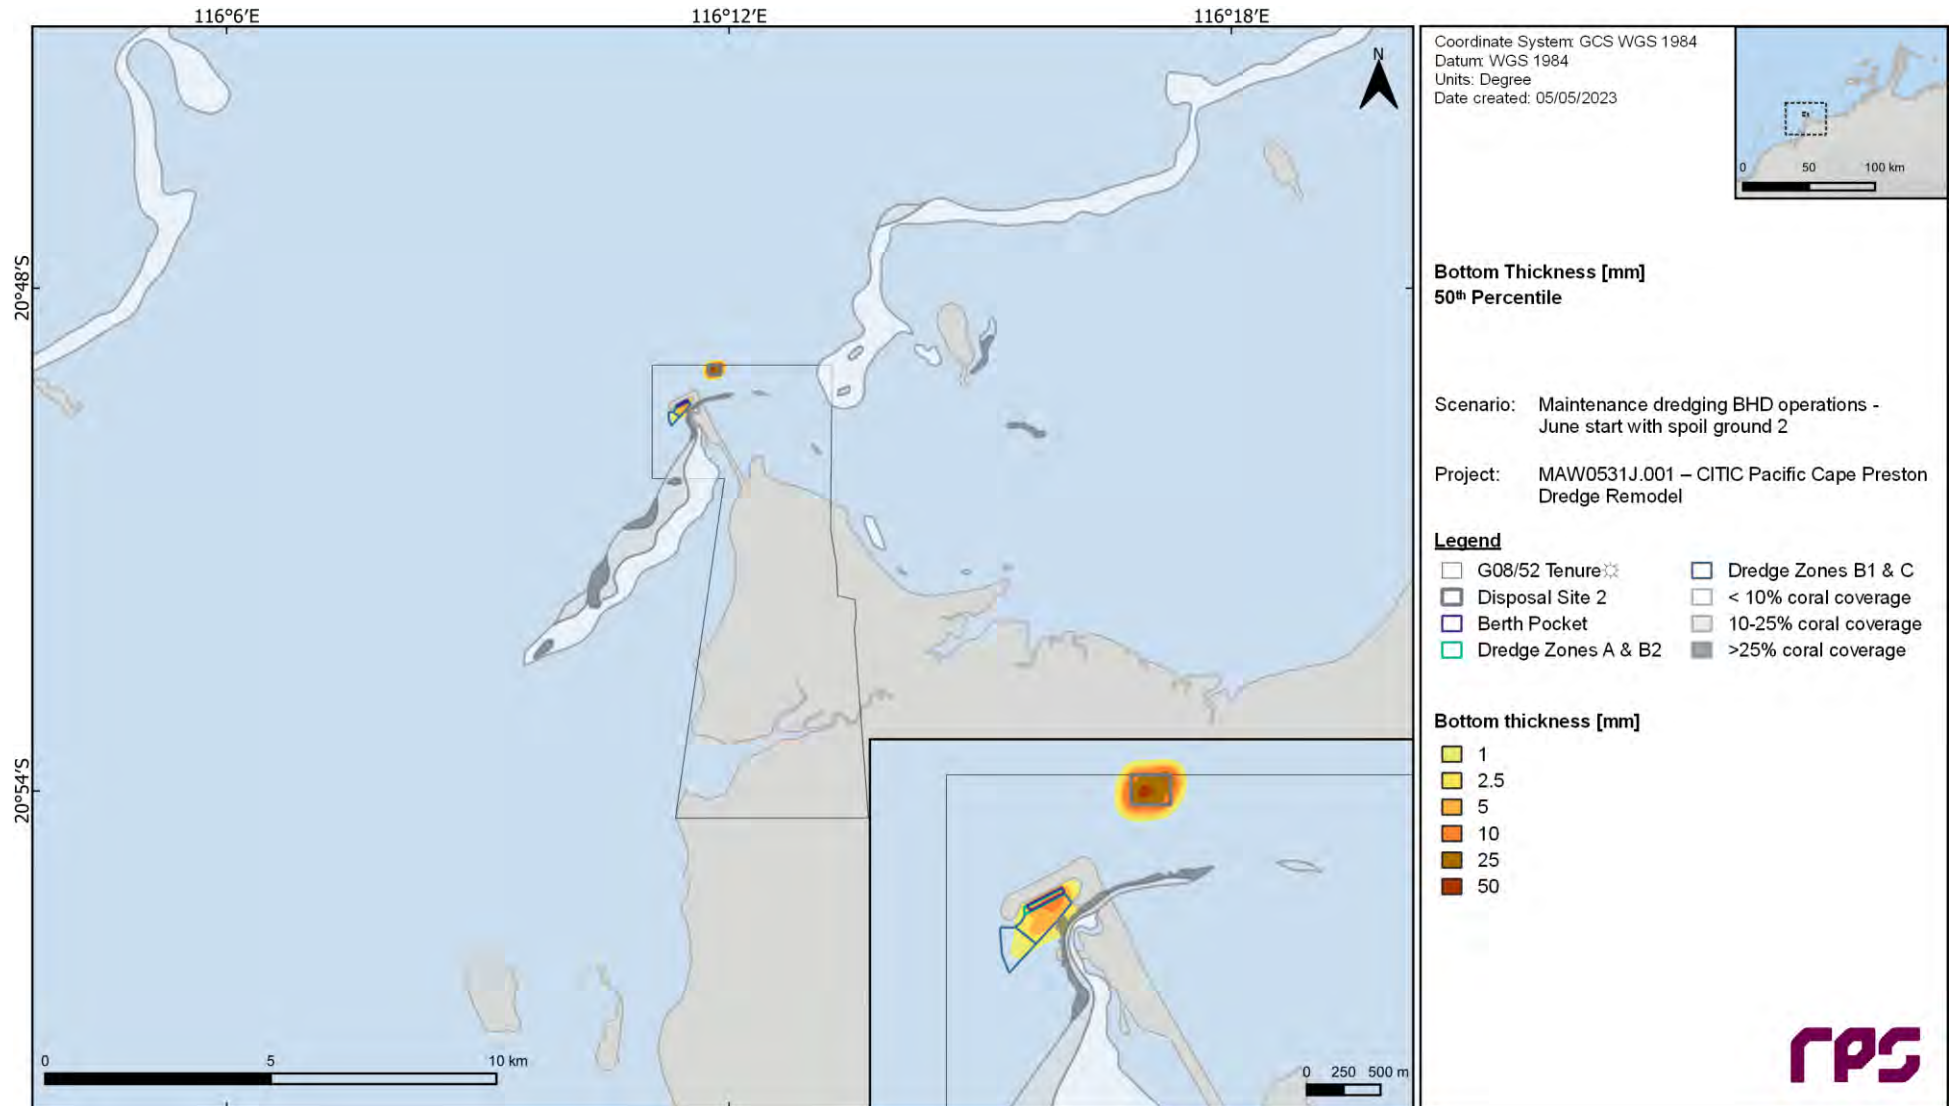 116°6'E
116°12'E
116°18'E
20°48'S
20°54'S
N
0 5 10 km
0 250 500 m
Coordinate System: GCS WGS 1984
Datum: WGS 1984
Units: Degree
Date created: 05/05/2023
0 50 100 km
Bottom Thickness [mm]
50th Percentile
Scenario: Maintenance dredging BHD operations -
June start with spoil ground 2
Project: MAW0531J.001 – CITIC Pacific Cape Preston
Dredge Remodel
Legend
G08/52 Tenure
Disposal Site 2
Berth Pocket
Dredge Zones A & B2
Dredge Zones B1 & C
< 10% coral coverage
10-25% coral coverage
>25% coral coverage
Bottom thickness [mm]
1
2.5
5
10
25
50
rps